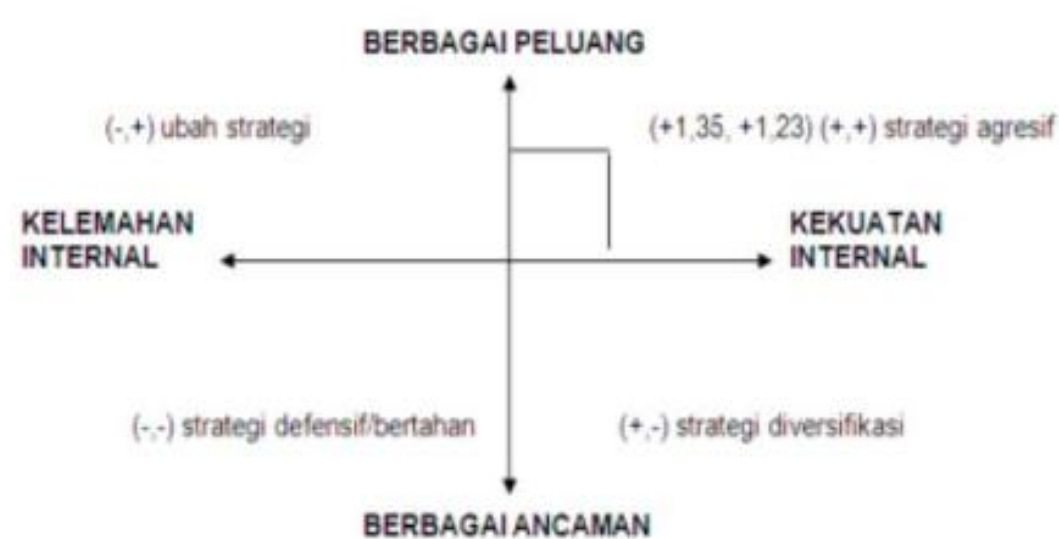 BERBAGAI PELUANG
(-,+) ubah strategi
(+1,35, +1,23) (+,+) strategi agresif
KELEMAHAN
INTERNAL
KEKUATAN
INTERNAL
(-,-) strategi defensif/bertahan
(+,-) strategi diversifikasi
BERBAGAI ANCAMAN